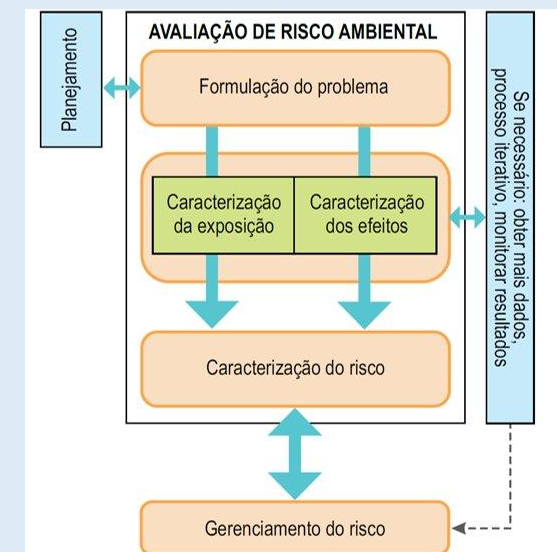 AVALIAÇÃO DE RISCO AMBIENTAL
Planejamento
Formulação do problema
Caracterização
da exposição
Caracterização
dos efeitos
Se necessário: obter mais dados,
processo iterativo, monitorar resultados
Caracterização do risco
Gerenciamento do risco